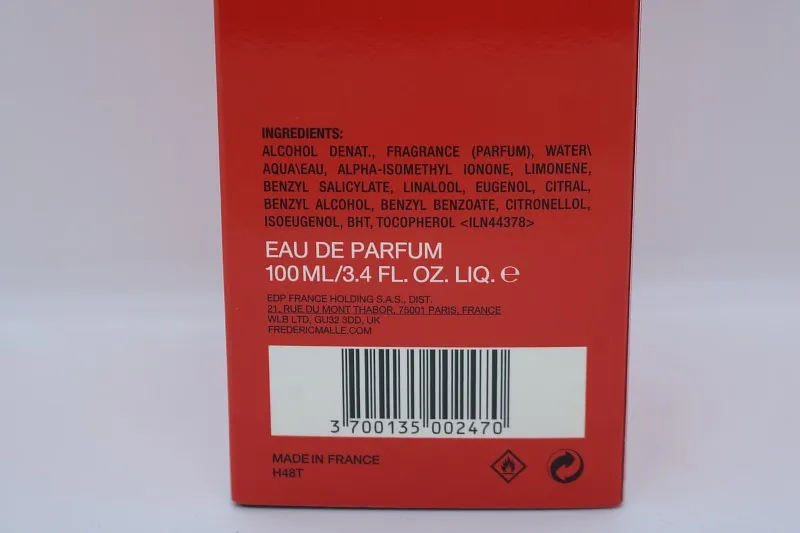 INGREDIENTS:
ALCOHOL DENAT., FRAGRANCE (PARFUM), WATER\
AQUA\EAU, ALPHA-ISOMETHYL IONONE, LIMONENE,
BENZYL SALICYLATE, LINALOOL, EUGENOL, CITRAL,
BENZYL ALCOHOL, BENZYL BENZOATE, CITRONELLOL,
ISOEUGENOL, BHT, TOCOPHEROL <ILN44378>
EAU DE PARFUM
100 ML/3.4 FL. OZ. LIQ. ℮
EDP FRANCE HOLDING S.A.S., DIST.
21, RUE DU MONT THABOR, 75001 PARIS, FRANCE
WLB LTD, GU32 3DD, UK
FREDERICMALLE.COM
3 700135 002470
MADE IN FRANCE
H48T